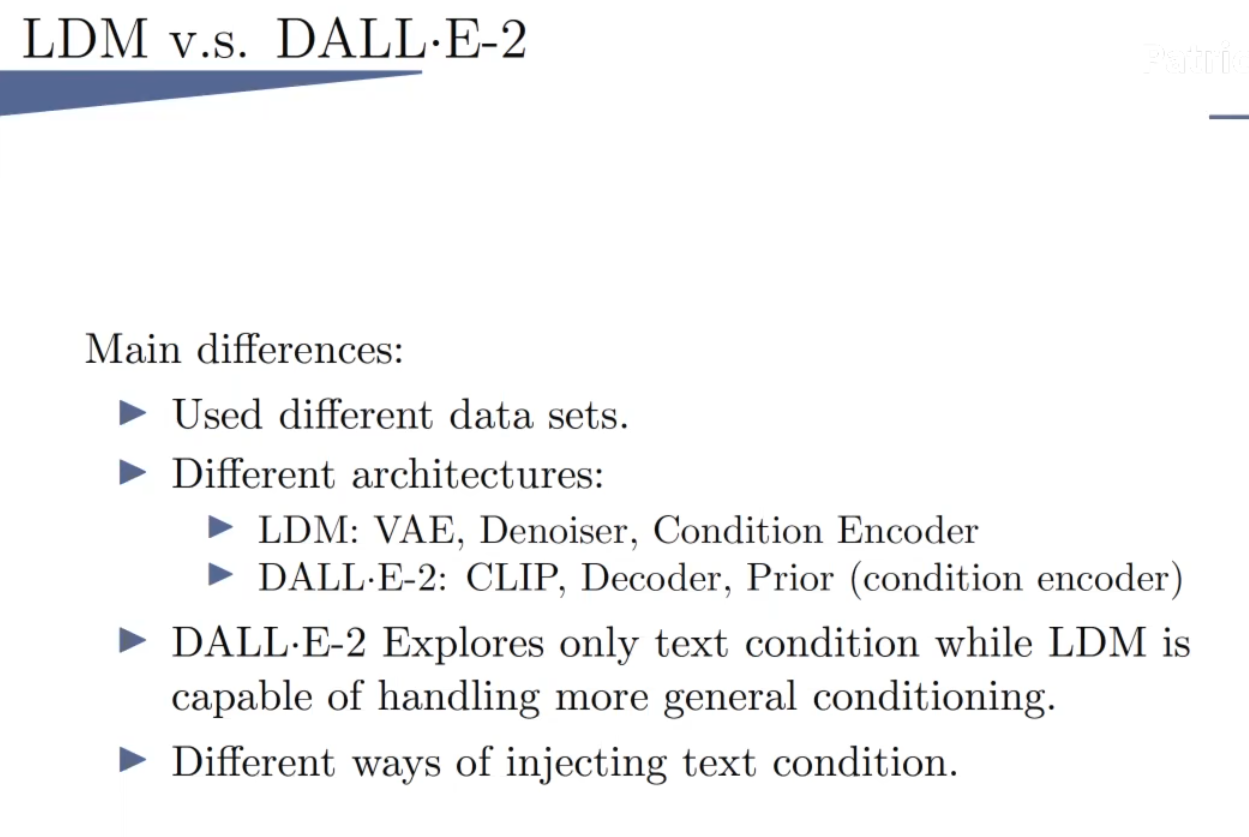 LDM v.s. DALL·E-2
Main differences:
Used different data sets.
Different architectures:
LDM: VAE, Denoiser, Condition Encoder
DALL·E-2: CLIP, Decoder, Prior (condition encoder)
DALL·E-2 Explores only text condition while LDM is
capable of handling more general conditioning.
Different ways of injecting text condition.